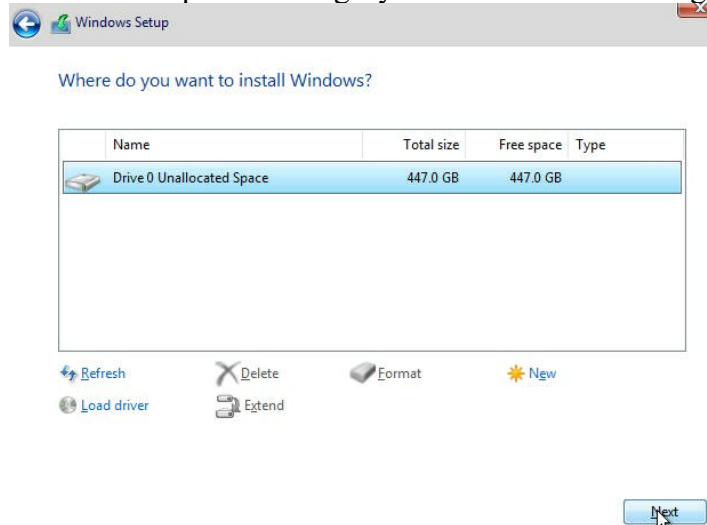 Windows Setup
Where do you want to install Windows?
Name Total size Free space Type
Drive 0 Unallocated Space 447.0 GB 447.0 GB
Refresh Delete Format New
Load driver Extend
Next